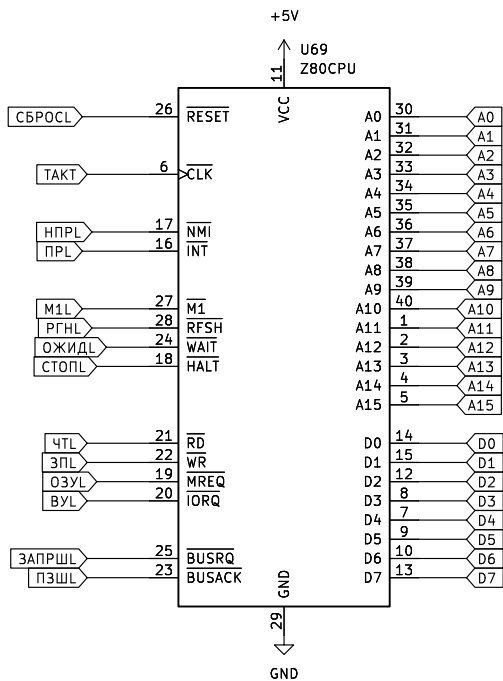 +5V
U69
Z80CPU
11
VCC
СБРОСL 26 RESET A0 30 A0
A1 31 A1
A2 32 A2
ТАКТ 6 CLK A3 33 A3
A4 34 A4
A5 35 A5
НПРL 17 NMI A6 36 A6
ПРL 16 INT A7 37 A7
A8 38 A8
A9 39 A9
М1L 27 M1 A10 40 A10
РГНL 28 RFSH A11 1 A11
ОЖИДL 24 WAIT A12 2 A12
СТОПL 18 HALT A13 3 A13
A14 4 A14
A15 5 A15
ЧТL 21 RD D0 14 D0
ЗПL 22 WR D1 15 D1
ОЗУL 19 MREQ D2 12 D2
ВУL 20 IORQ D3 8 D3
D4 7 D4
D5 9 D5
ЗАПРШL 25 BUSRQ D6 10 D6
ПЗШL 23 BUSACK D7 13 D7
GND
29
GND